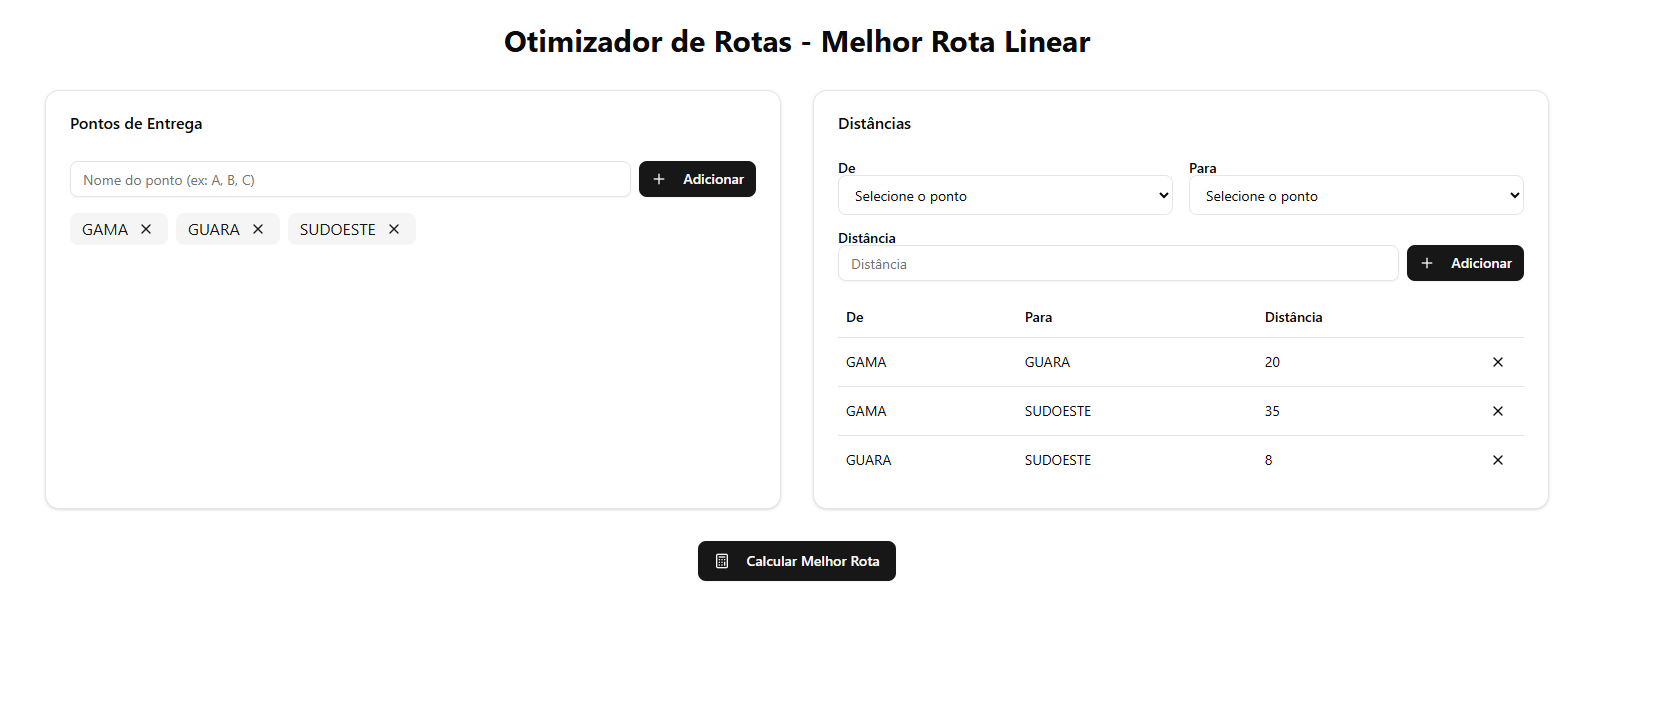 Otimizador de Rotas - Melhor Rota Linear
Pontos de Entrega
Nome do ponto (ex: A, B, C)
Adicionar
GAMA
GUARA
SUDOESTE
Distâncias
De
Para
Selecione o ponto
Selecione o ponto
Distância
Distância
Adicionar
De Para Distância
GAMA GUARA 20
GAMA SUDOESTE 35
GUARA SUDOESTE 8
Calcular Melhor Rota